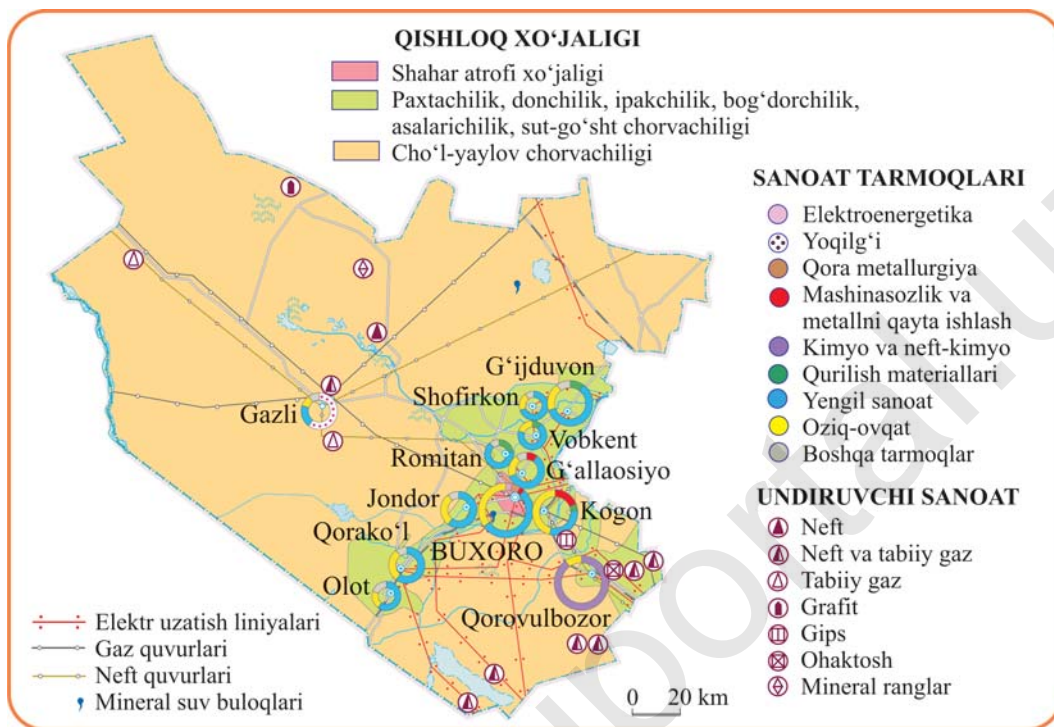 QISHLOQ XO‘JALIGI
Shahar atrofi xo‘jaligi
Paxtachilik, donchilik, ipakchilik, bog‘dorchilik,
asalarichilik, sut-go‘sht chorvachiligi
Cho‘l-yaylov chorvachiligi
SANOAT TARMOQLARI
Elektroenergetika
Yoqilg‘i
Qora metallurgiya
Mashinasozlik va
metallni qayta ishlash
Kimyo va neft-kimyo
Qurilish materiallari
Yengil sanoat
Oziq-ovqat
Boshqa tarmoqlar
UNDIRUVCHI SANOAT
Neft
Neft va tabiiy gaz
Tabiiy gaz
Grafit
Gips
Ohaktosh
Mineral ranglar
G‘ijduvon
Shofirkon
Gazli
Vobkent
Romitan
G‘allaosiyo
Jondor
Kogon
Qorako‘l
BUXORO
Olot
Qorovulbozor
Elektr uzatish liniyalari
Gaz quvurlari
Neft quvurlari
Mineral suv buloqlari
0 20 km